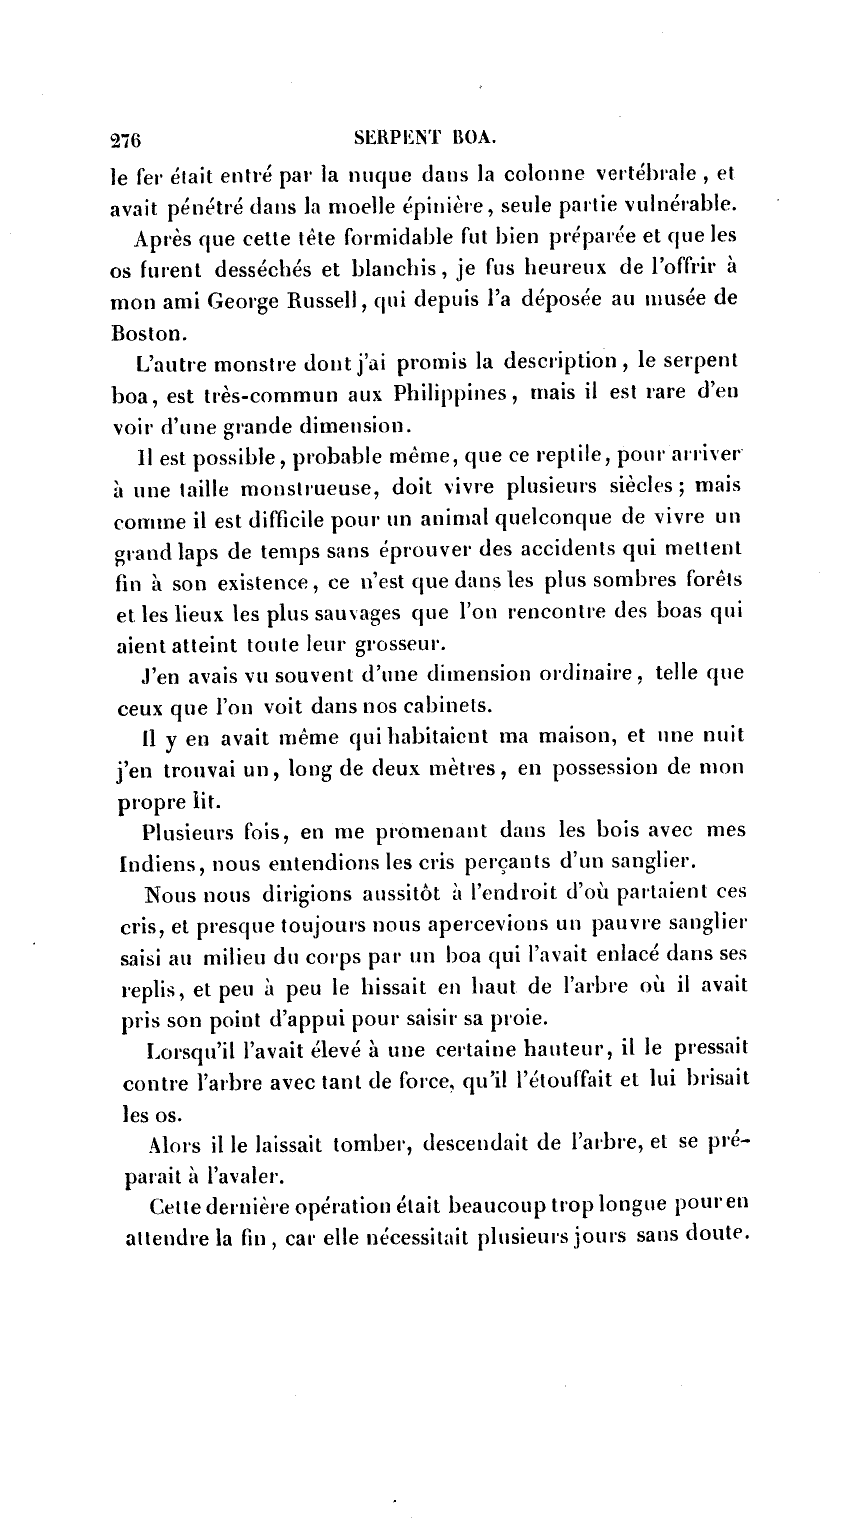 276 SERPENT BOA.
le fer était entré par la nuque dans la colonne vertébrale, et
avait pénétré dans la moelle épinière, seule partie vulnérable.
Après que cette tête formidable fut bien préparée et que les
os furent desséchés et blanchis, je fus heureux de l'offrir à
mon ami George Russell, qui depuis l'a déposée au musée de
Boston.
L'autre monstre dont j'ai promis la description, le serpent
boa, est très-commun aux Philippines, mais il est rare d'en
voir d'une grande dimension.
Il est possible, probable même, que ce reptile, pour arriver
à une taille monstrueuse, doit vivre plusieurs siècles; mais
comme il est difficile pour un animal quelconque de vivre un
grand laps de temps sans éprouver des accidents qui mettent
fin à son existence, ce n'est que dans les plus sombres forêts
et les lieux les plus sauvages que l'on rencontre des boas qui
aient atteint toute leur grosseur.
J'en avais vu souvent d'une dimension ordinaire, telle que
ceux que l'on voit dans nos cabinets.
Il y en avait même qui habitaient ma maison, et une nuit
j'en trouvai un, long de deux mètres, en possession de mon
propre lit.
Plusieurs fois, en me promenant dans les bois avec mes
Indiens, nous entendions les cris perçants d'un sanglier.
Nous nous dirigions aussitôt à l'endroit d'où partaient ces
cris, et presque toujours nous apercevions un pauvre sanglier
saisi au milieu du corps par un boa qui l'avait enlacé dans ses
replis, et peu à peu le hissait en haut de l'arbre où il avait
pris son point d'appui pour saisir sa proie.
Lorsqu'il l'avait élevé à une certaine hauteur, il le pressait
contre l'arbre avec tant de force, qu'il l'étouffait et lui brisait
les os.
Alors il le laissait tomber, descendait de l'arbre, et se pré-
parait à l'avaler.
Cette dernière opération était beaucoup trop longue pour en
attendre la fin, car elle nécessitait plusieurs jours sans doute.